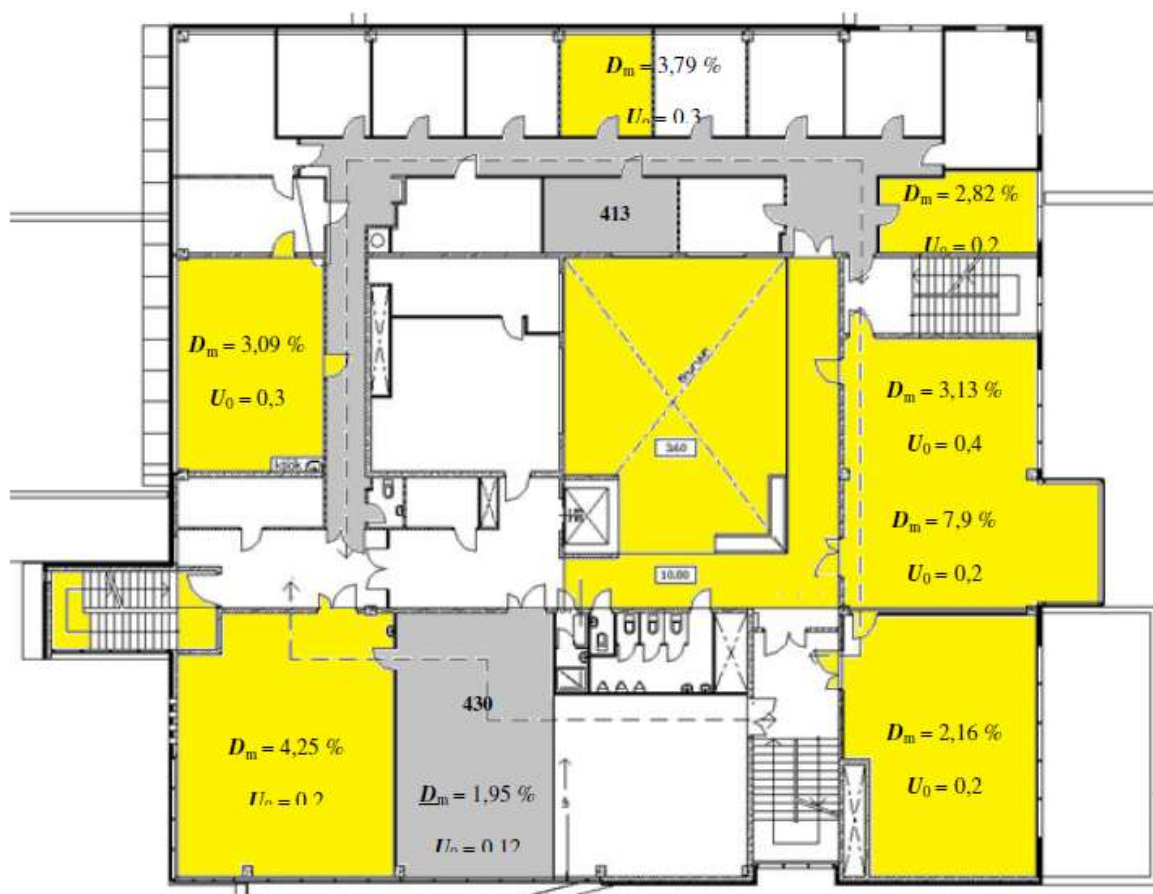 Dm = 3,79 %
U0 = 0.3
413
Dm = 2,82 %
U0 = 0.2
Dm = 3,09 %
U0 = 0,3
Dm = 3,13 %
U0 = 0,4
3.60
Dm = 7,9 %
U0 = 0,2
10.00
430
Dm = 4,25 %
U0 = 0.2
Dm = 1,95 %
U0 = 0.12
Dm = 2,16 %
U0 = 0,2